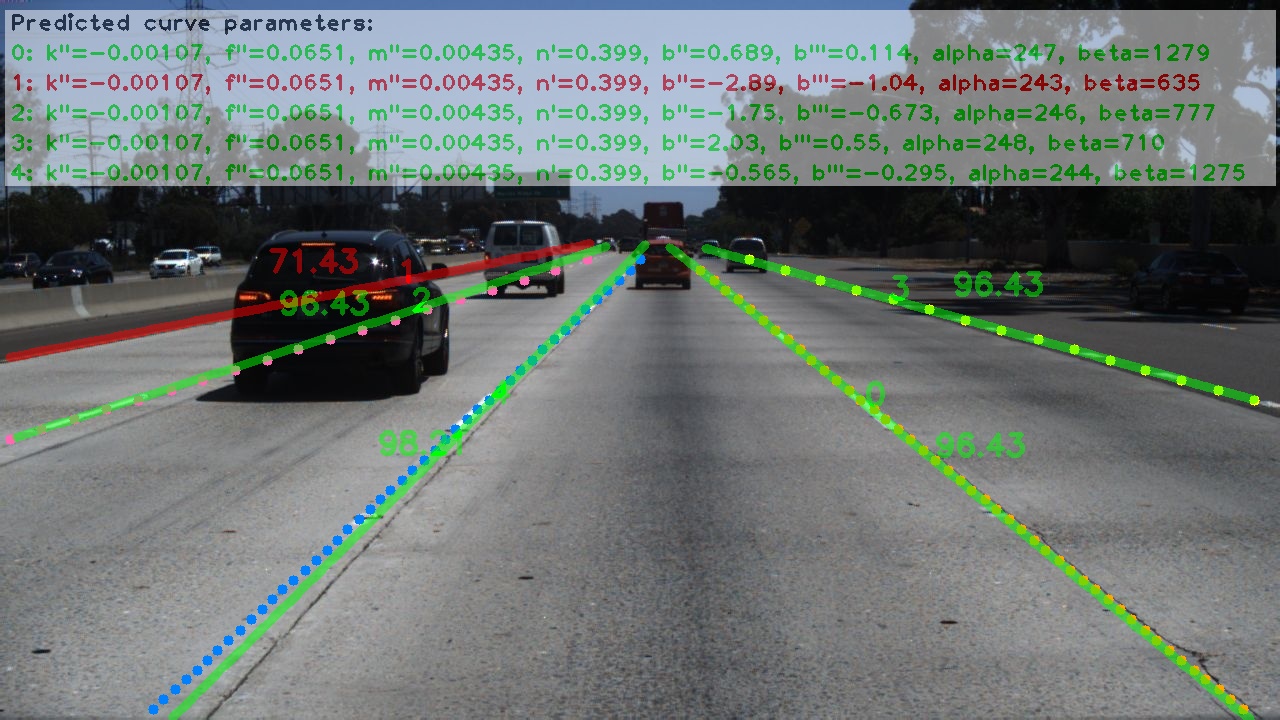 Predicted curve parameters:
0: k''=-0.00107, f''=0.0651, m''=0.00435, n'=0.399, b''=0.689, b'''=0.114, alpha=247, beta=1279
1: k''=-0.00107, f''=0.0651, m''=0.00435, n'=0.399, b''=-2.89, b'''=-1.04, alpha=243, beta=635
2: k''=-0.00107, f''=0.0651, m''=0.00435, n'=0.399, b''=-1.75, b'''=-0.673, alpha=246, beta=777
3: k''=-0.00107, f''=0.0651, m''=0.00435, n'=0.399, b''=2.03, b'''=0.55, alpha=248, beta=710
4: k''=-0.00107, f''=0.0651, m''=0.00435, n'=0.399, b''=-0.565, b'''=-0.295, alpha=244, beta=1275
71.43 1
96.43 2
3 96.43
0
96.43